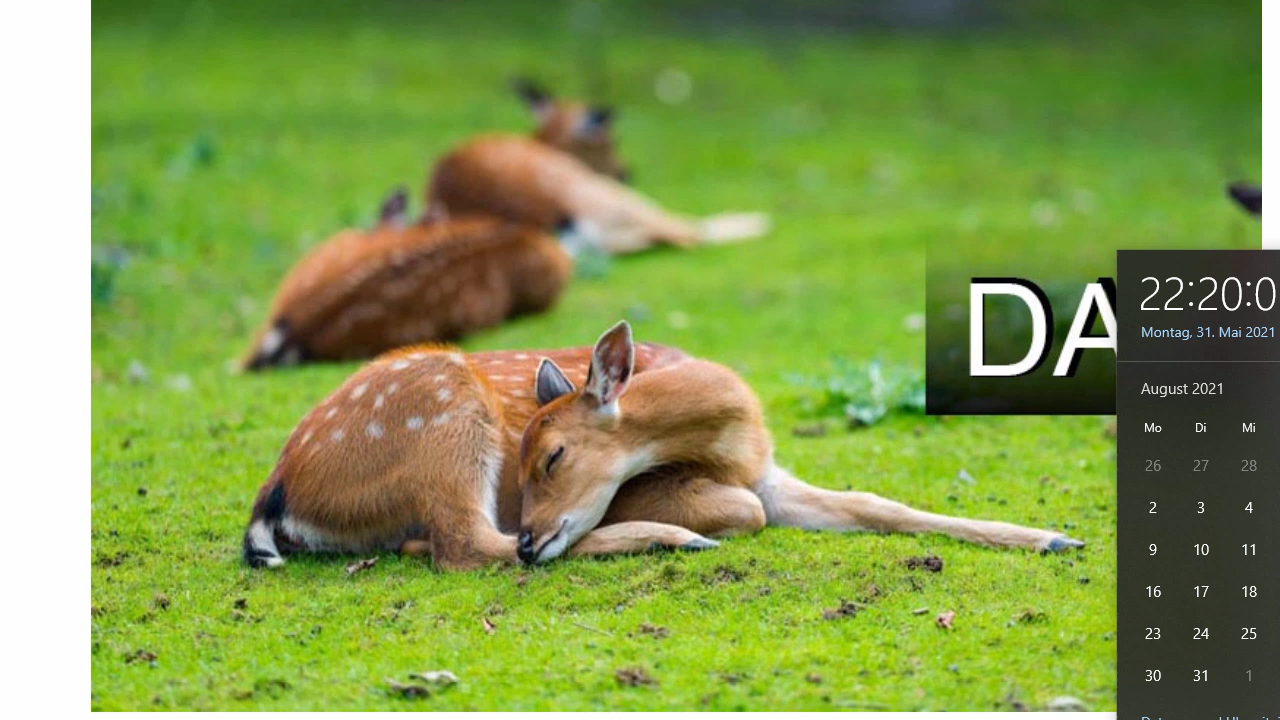 DA
22:20:0
Montag, 31. Mai 2021
August 2021
Mo Di Mi
26 27 28
2 3 4
9 10 11
16 17 18
23 24 25
30 31 1